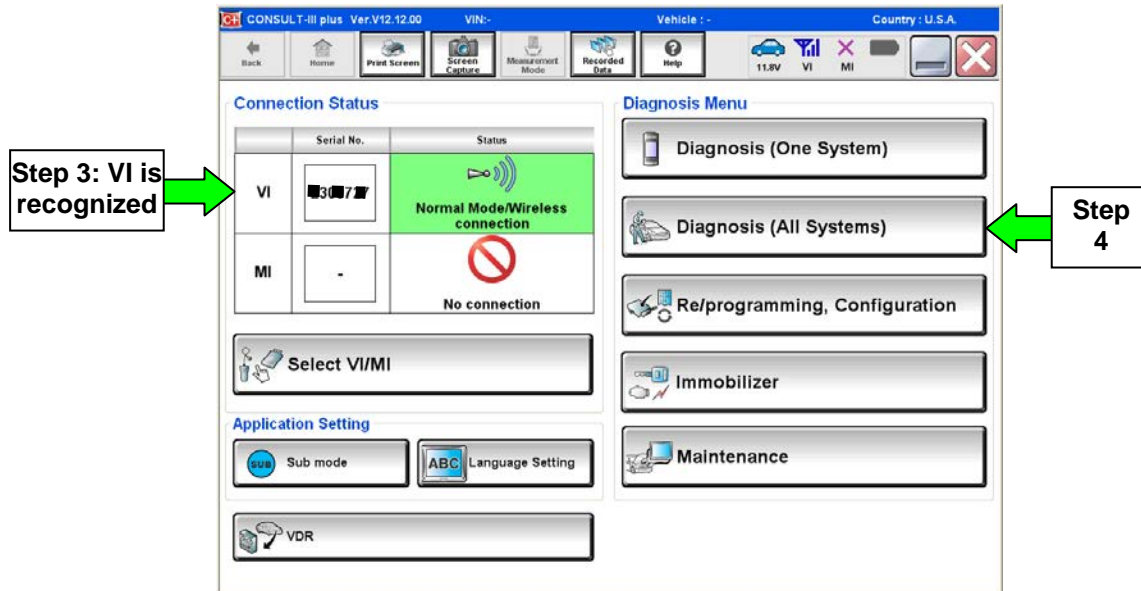 CONSULT-III plus Ver.V12.12.00 VIN:- Vehicle : - Country : U.S.A.
Back
Home
Print Screen
Screen
Capture
Measurement
Mode
Recorded
Data
Help
11.8V
VI
MI
Connection Status
Serial No.
Status
VI
Normal Mode/Wireless
connection
MI
-
No connection
Select VI/MI
Application Setting
SUB
Sub mode
ABC
Language Setting
VDR
Diagnosis Menu
Diagnosis (One System)
Diagnosis (All Systems)
Re/programming, Configuration
Immobilizer
Maintenance
Step 3: VI is
recognized
Step
4